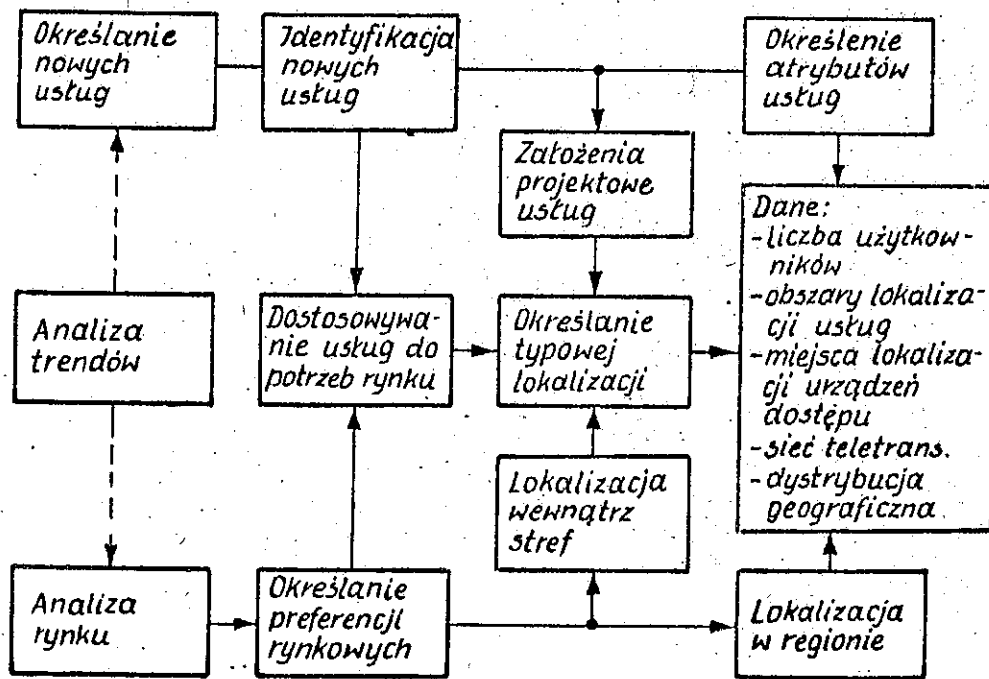 Określanie
nowych
usług
Identyfikacja
nowych
usług
Określenie
atrybutów
usług
Założenia
projektowe
usług
Dane:
-liczba użytkow-
ników
-obszary lokaliza-
cji usług
-miejsca lokaliza-
cji urządzeń
dostępu
-sieć teletrans.
-dystrybucja
geograficzna
Analiza
trendów
Dostosowywa-
nie usług do
potrzeb rynku
Określanie
typowej
lokalizacji
Lokalizacja
wewnątrz
stref
Analiza
rynku
Określanie
preferencji
rynkowych
Lokalizacja
w regionie